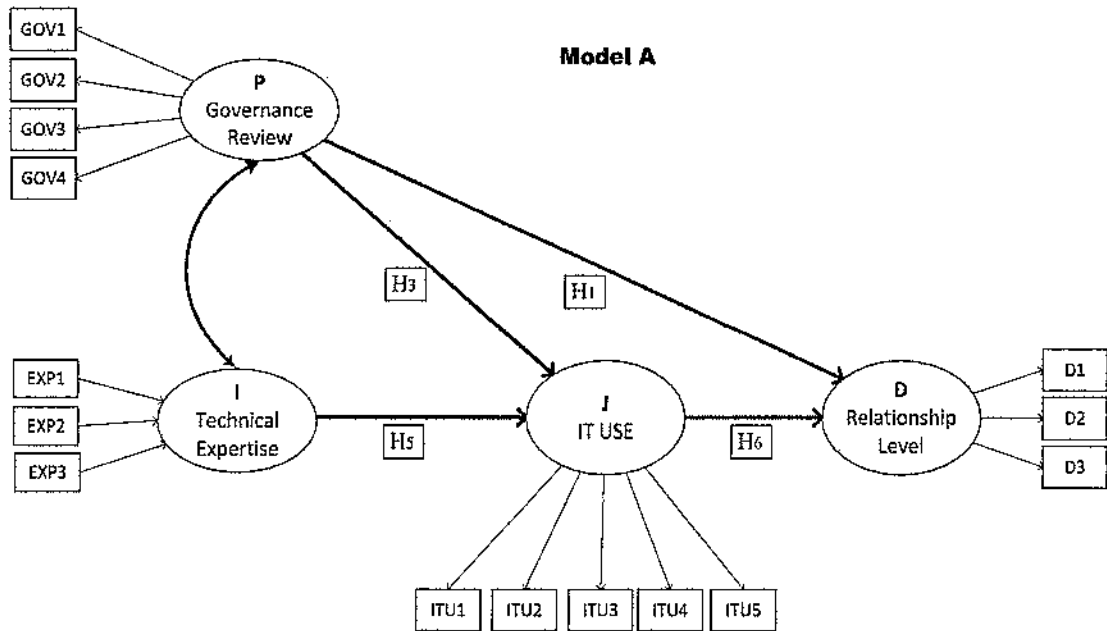 Model A
GOV1
GOV2
GOV3
GOV4
P
Governance
Review
H3
H1
EXP1
EXP2
EXP3
I
Technical
Expertise
H5
J
IT USE
H6
D
Relationship
Level
D1
D2
D3
ITU1
ITU2
ITU3
ITU4
ITU5